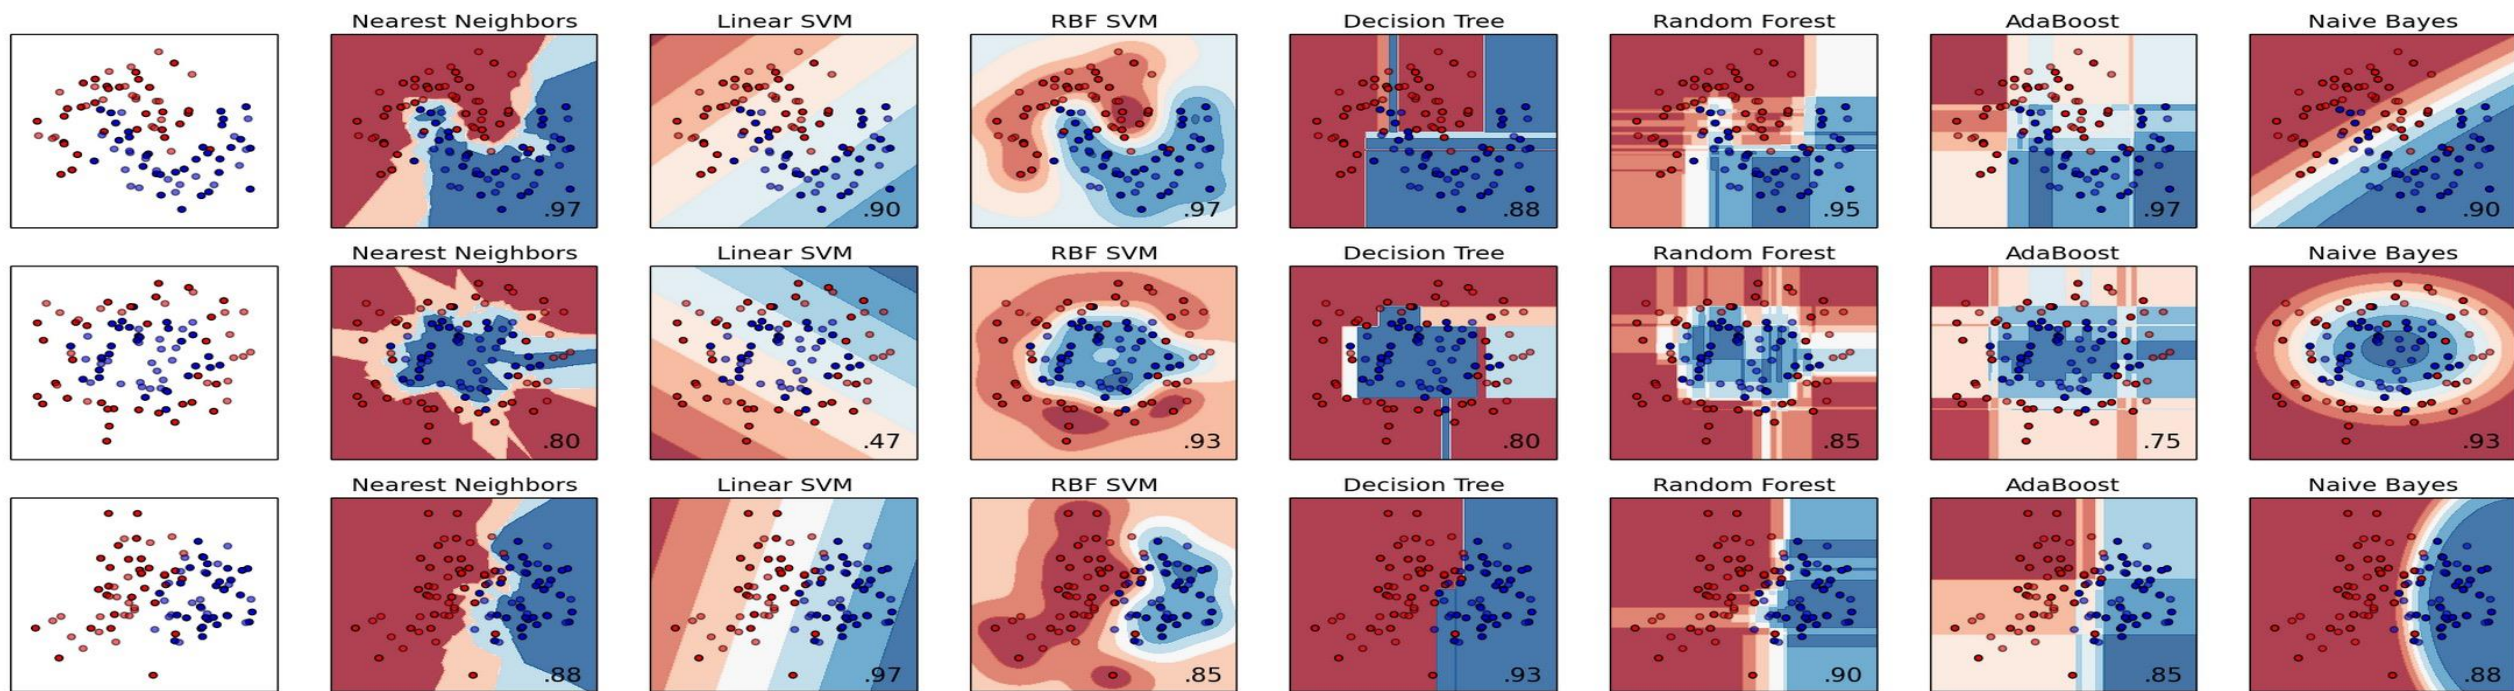 Nearest Neighbors Linear SVM RBF SVM Decision Tree Random Forest AdaBoost Naive Bayes
.97 .90 .97 .88 .95 .97 .90
Nearest Neighbors Linear SVM RBF SVM Decision Tree Random Forest AdaBoost Naive Bayes
.80 .47 .93 .80 .85 .75 .93
Nearest Neighbors Linear SVM RBF SVM Decision Tree Random Forest AdaBoost Naive Bayes
.88 .97 .85 .93 .90 .85 .88